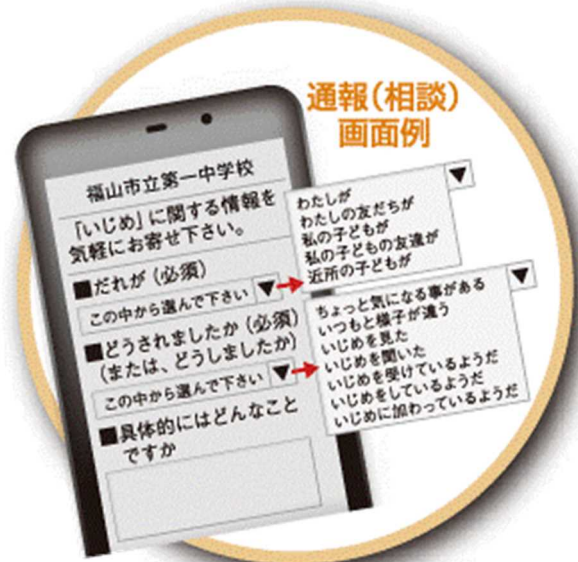 通報(相談)
画面例
福山市立第一中学校
「いじめ」に関する情報を
気軽にお寄せ下さい。
■だれが(必須)
この中から選んで下さい ▼
わたしが
わたしの友だちが
私の子どもが
私の子どもの友達が
近所の子どもが
▼
■どうされましたか(必須)
(または、どうしましたか)
この中から選んで下さい ▼
ちょっと気になる事がある
いつもと様子が違う
いじめを見た
いじめを聞いた
いじめを受けているようだ
いじめをしているようだ
いじめに加わっているようだ
▼
■具体的にはどんなこと
ですか